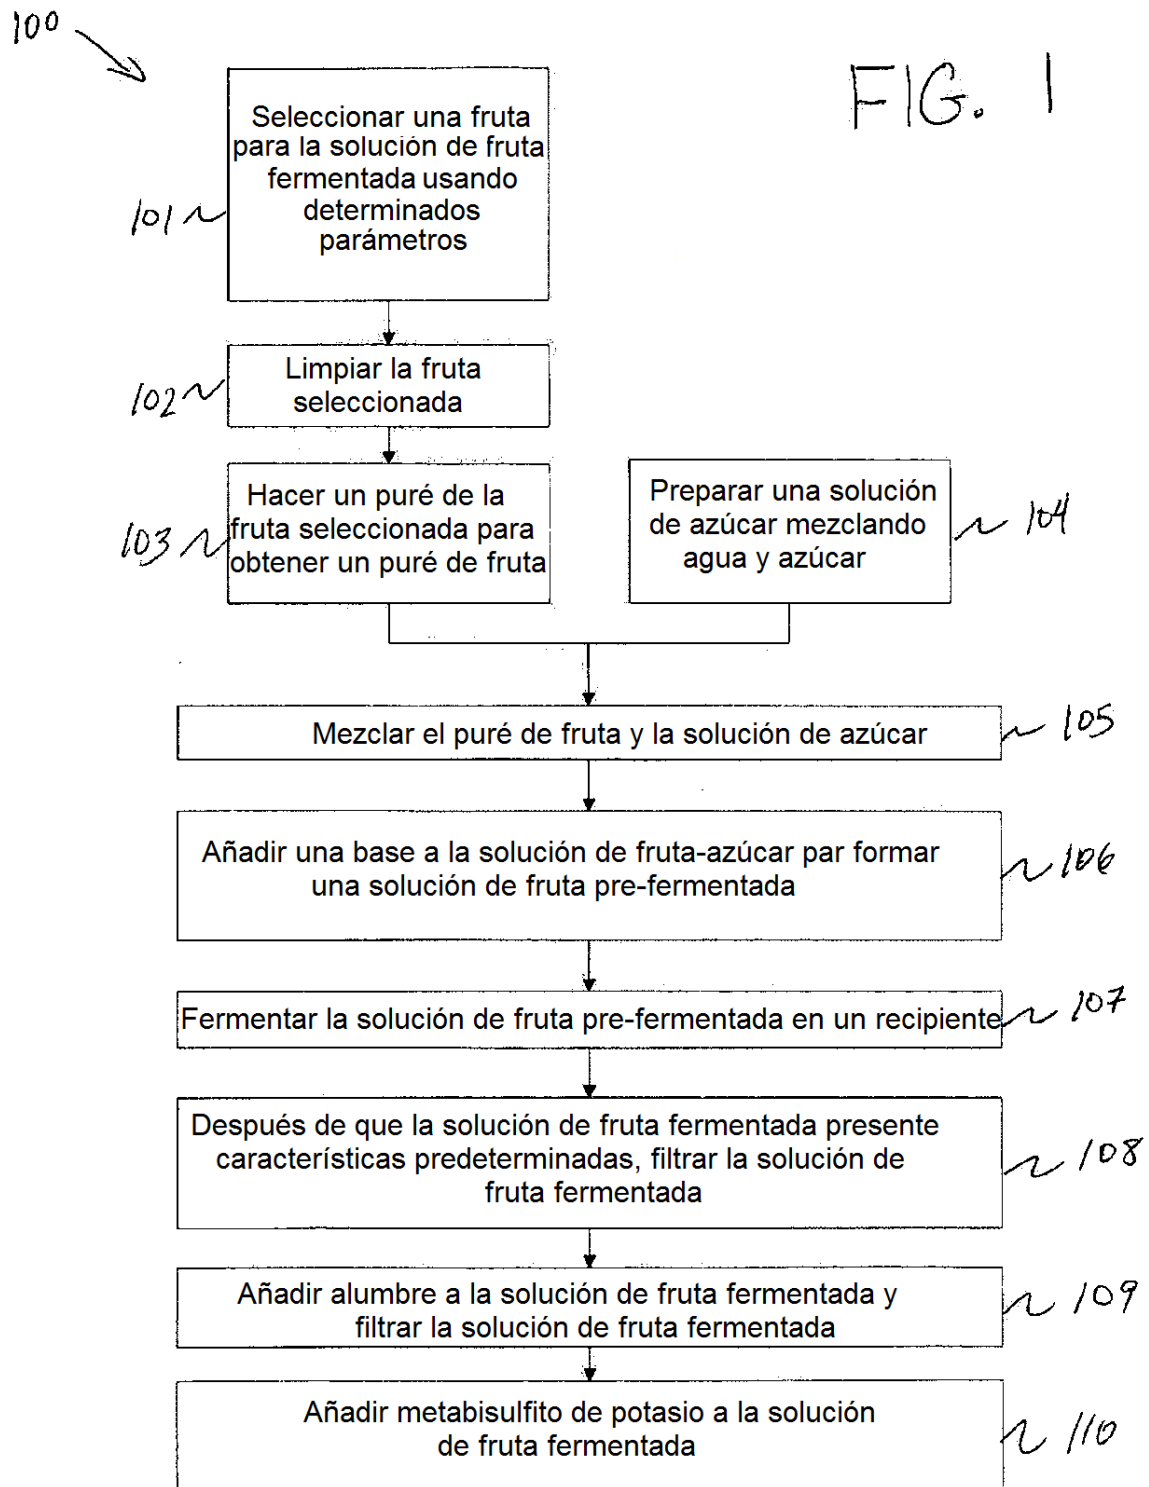 100
FIG. 1
Seleccionar una fruta
para la solución de fruta
fermentada usando
determinados
parámetros
101
Limpiar la fruta
seleccionada
102
Hacer un puré de la
fruta seleccionada para
obtener un puré de fruta
103
Preparar una solución
de azúcar mezclando
agua y azúcar
104
Mezclar el puré de fruta y la solución de azúcar
105
Añadir una base a la solución de fruta-azúcar par formar
una solución de fruta pre-fermentada
106
Fermentar la solución de fruta pre-fermentada en un recipiente
107
Después de que la solución de fruta fermentada presente
características predeterminadas, filtrar la solución de
fruta fermentada
108
Añadir alumbre a la solución de fruta fermentada y
filtrar la solución de fruta fermentada
109
Añadir metabisulfito de potasio a la solución
de fruta fermentada
110